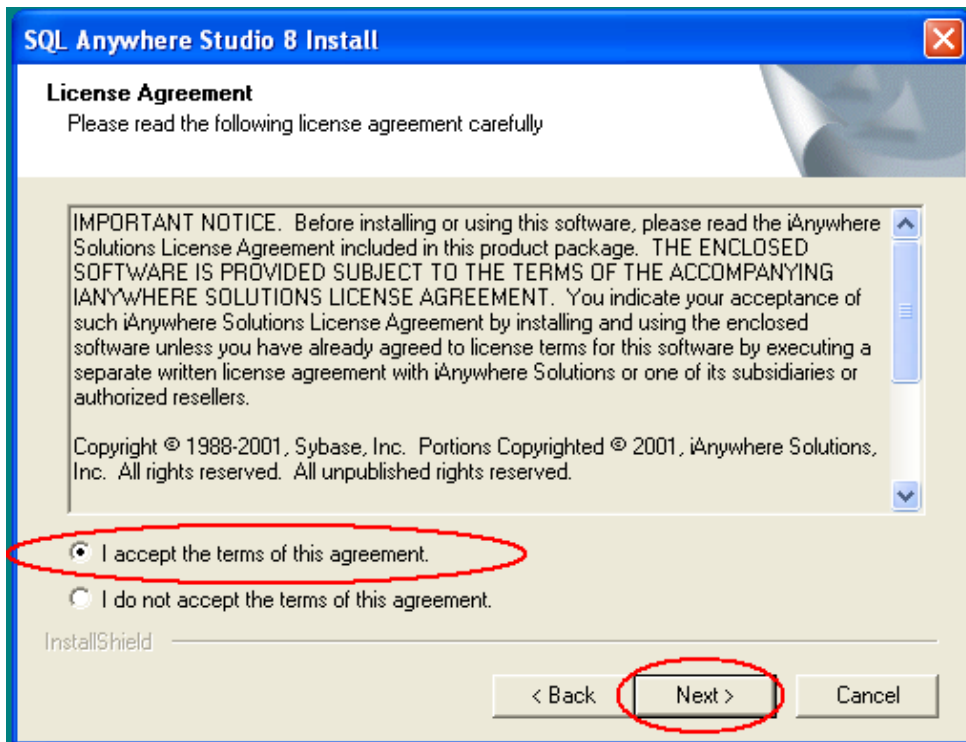 SQL Anywhere Studio 8 Install
License Agreement
Please read the following license agreement carefully
IMPORTANT NOTICE.  Before installing or using this software, please read the iAnywhere
Solutions License Agreement included in this product package.  THE ENCLOSED
SOFTWARE IS PROVIDED SUBJECT TO THE TERMS OF THE ACCOMPANYING
IANYWHERE SOLUTIONS LICENSE AGREEMENT.  You indicate your acceptance of
such iAnywhere Solutions License Agreement by installing and using the enclosed
software unless you have already agreed to license terms for this software by executing a
separate written license agreement with iAnywhere Solutions or one of its subsidiaries or
authorized resellers.
Copyright © 1988-2001, Sybase, Inc.  Portions Copyrighted © 2001, iAnywhere Solutions,
Inc.  All rights reserved.  All unpublished rights reserved.
I accept the terms of this agreement.
I do not accept the terms of this agreement.
InstallShield
< Back Next > Cancel